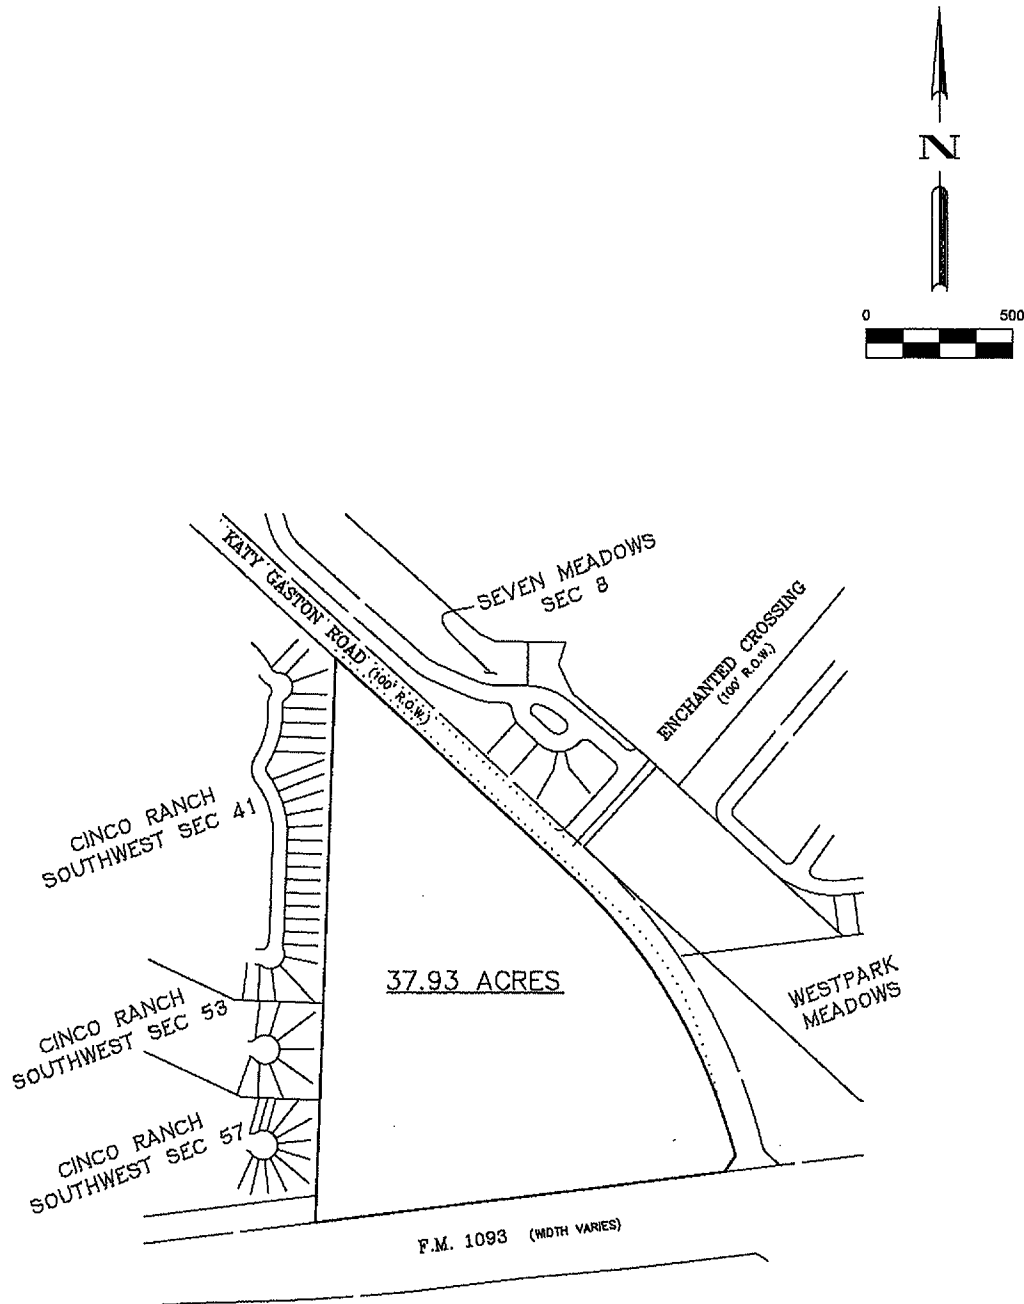 N
0 500
SEVEN MEADOWS
SEC 8
KATY GASTON ROAD (100' R.O.W.)
ENCHANTED CROSSING
(100' R.O.W.)
CINCO RANCH
SOUTHWEST SEC 41
37.93 ACRES
WESTPARK
MEADOWS
CINCO RANCH
SOUTHWEST SEC 53
CINCO RANCH
SOUTHWEST SEC 57
F.M. 1093 (WIDTH VARIES)